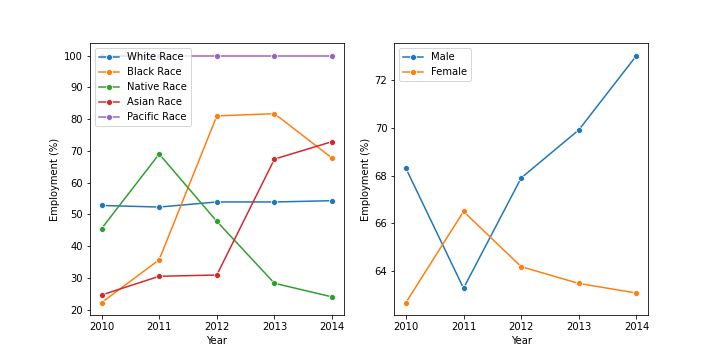 100
90
80
70
60
50
40
30
20
Employment (%)
2010 2011 2012 2013 2014
Year
White Race
Black Race
Native Race
Asian Race
Pacific Race
72
70
68
66
64
Employment (%)
2010 2011 2012 2013 2014
Year
Male
Female